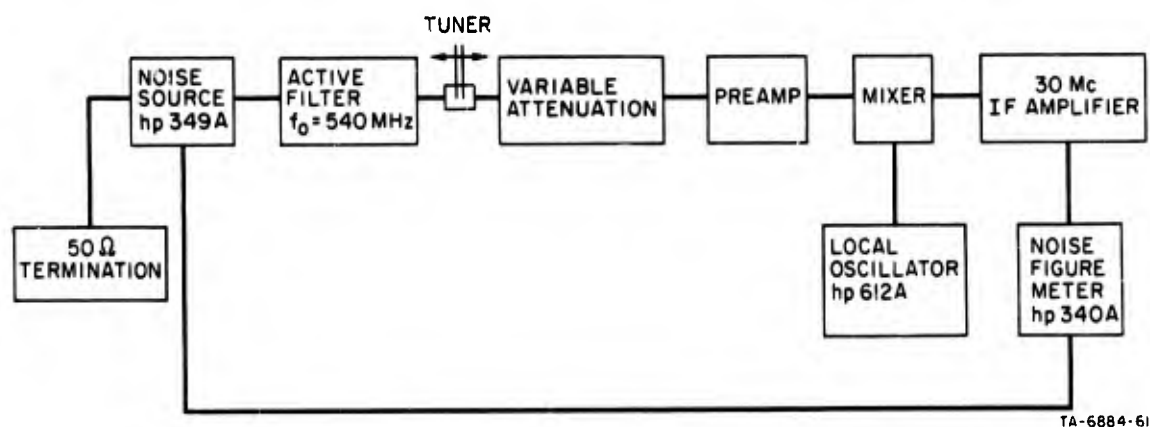 TUNER
NOISE
SOURCE
hp 349A
ACTIVE
FILTER
f₀ = 540 MHz
VARIABLE
ATTENUATION
PREAMP
MIXER
30 Mc
IF AMPLIFIER
50 Ω
TERMINATION
LOCAL
OSCILLATOR
hp 612A
NOISE
FIGURE
METER
hp 340A
TA-6884-61